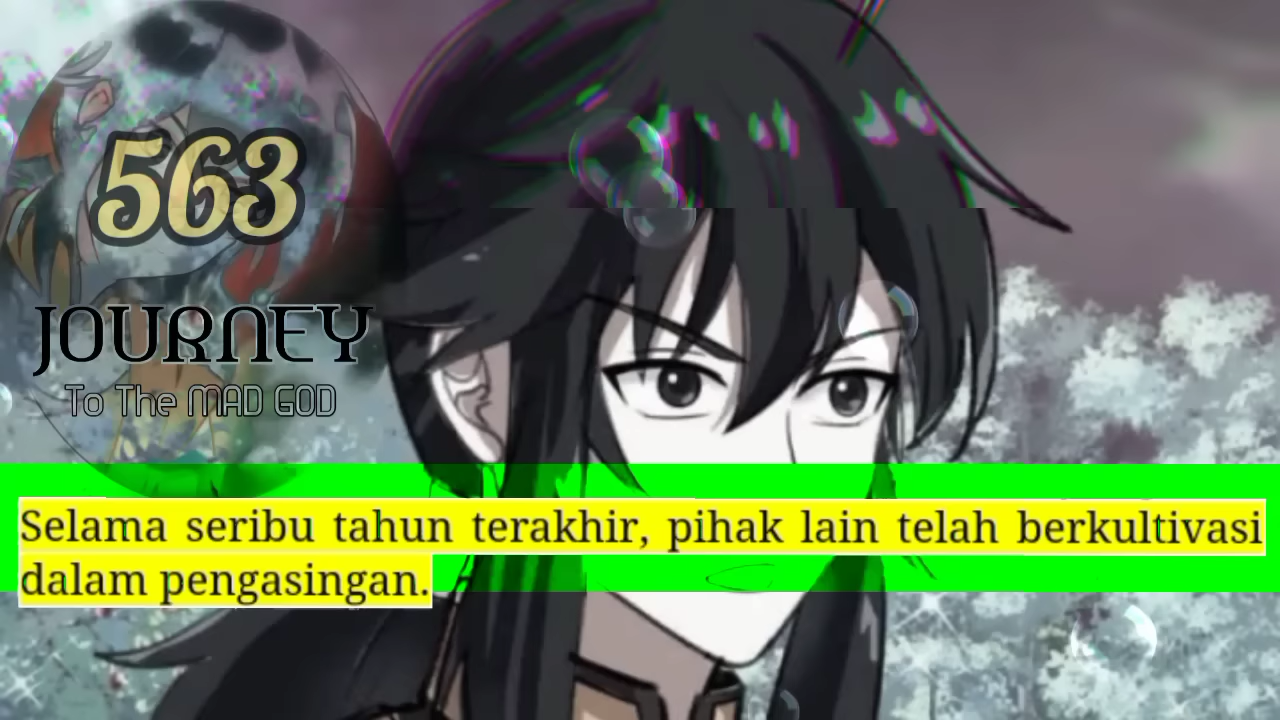 563
JOURNEY
To The MAD GOD
Selama seribu tahun terakhir, pihak lain telah berkultivasi
dalam pengasingan.